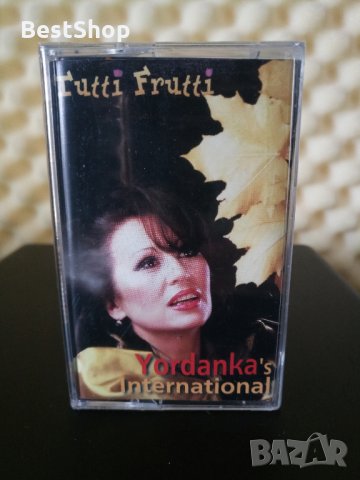 BestShop
Tutti Frutti
Yordanka's
International
BAZAR